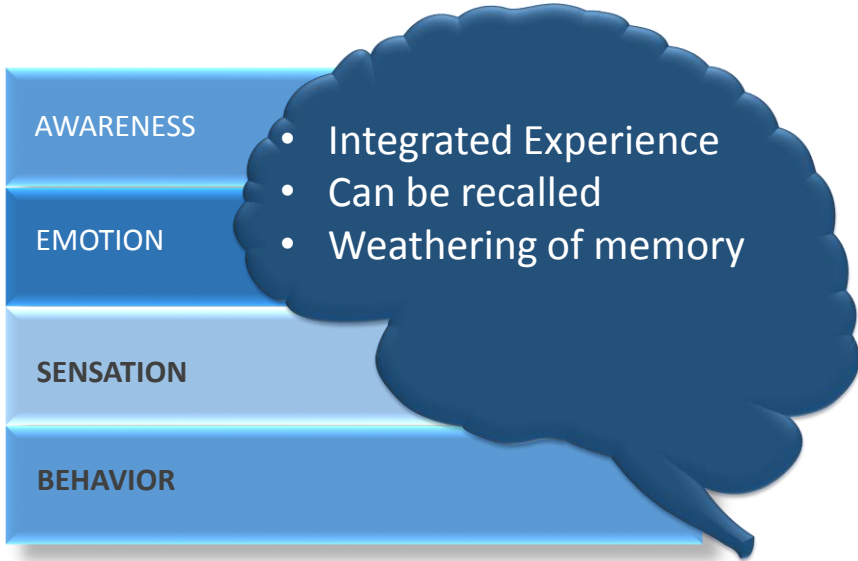 AWARENESS
EMOTION
SENSATION
BEHAVIOR
• Integrated Experience
• Can be recalled
• Weathering of memory